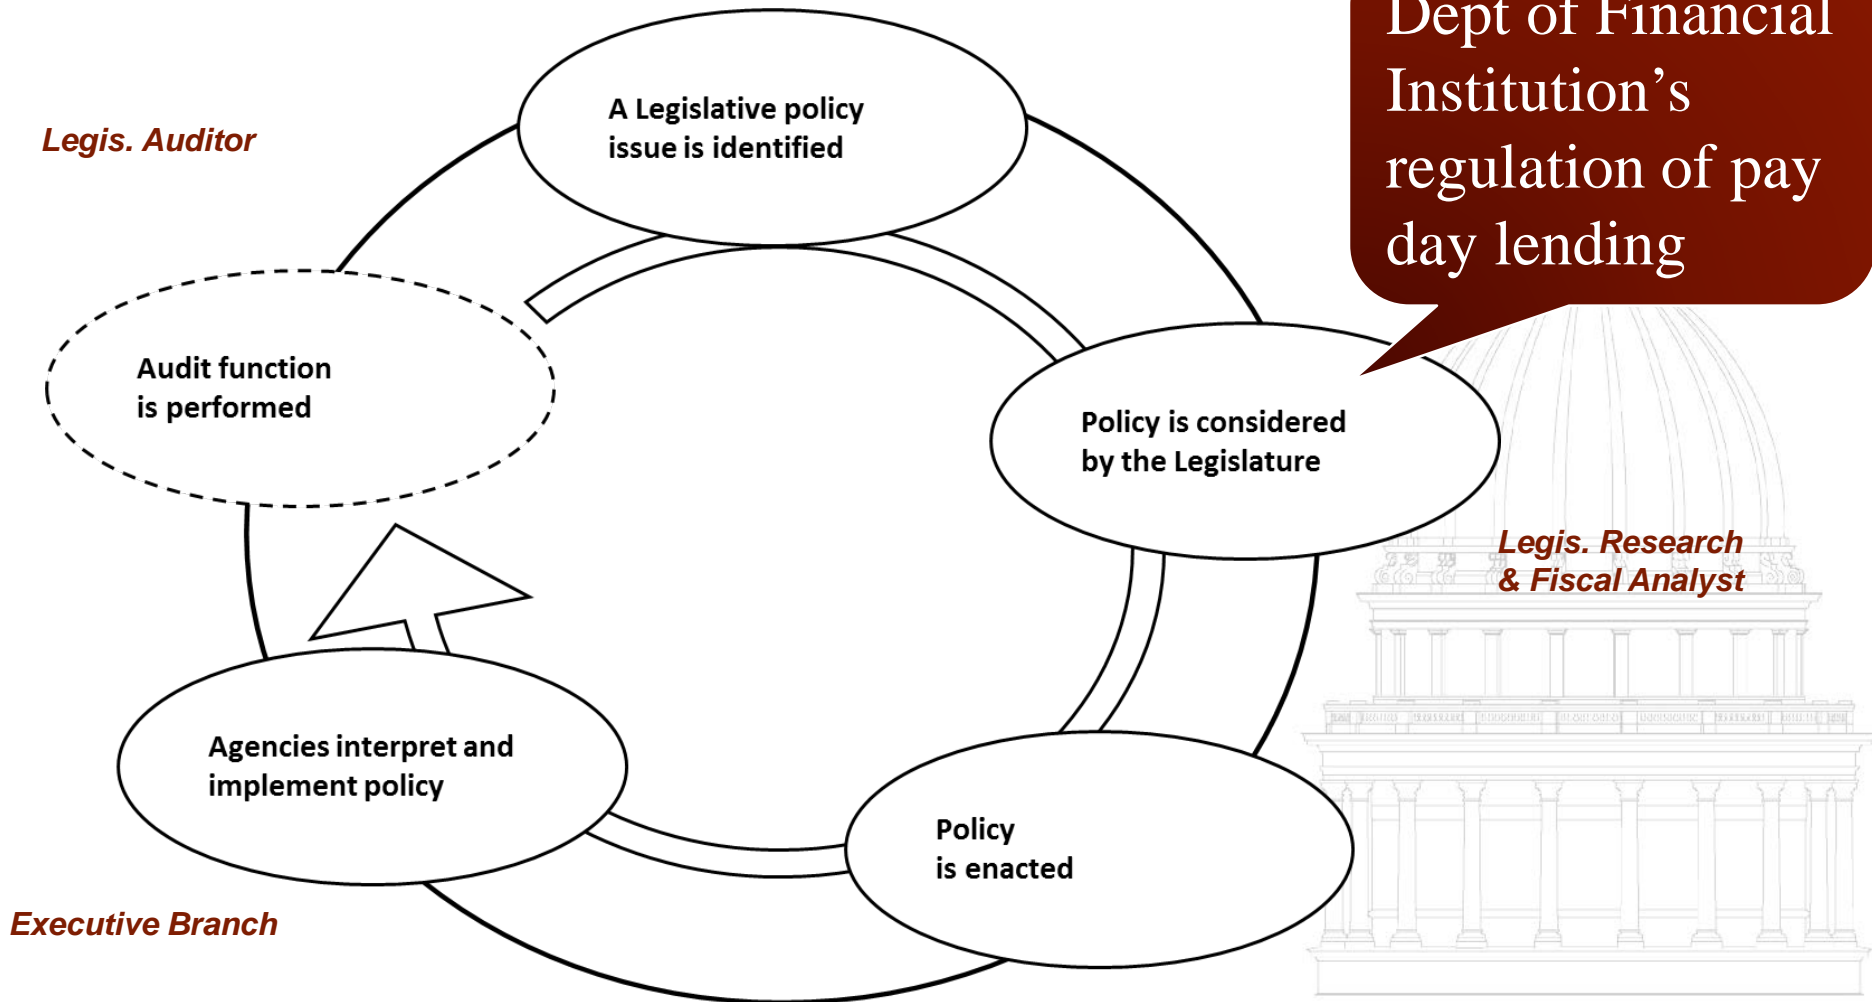 Dept of Financial
Institution's
regulation of pay
day lending
A Legislative policy
issue is identified
Legis. Auditor
Audit function
is performed
Policy is considered
by the Legislature
Legis. Research
& Fiscal Analyst
Agencies interpret and
implement policy
Policy
is enacted
Executive Branch